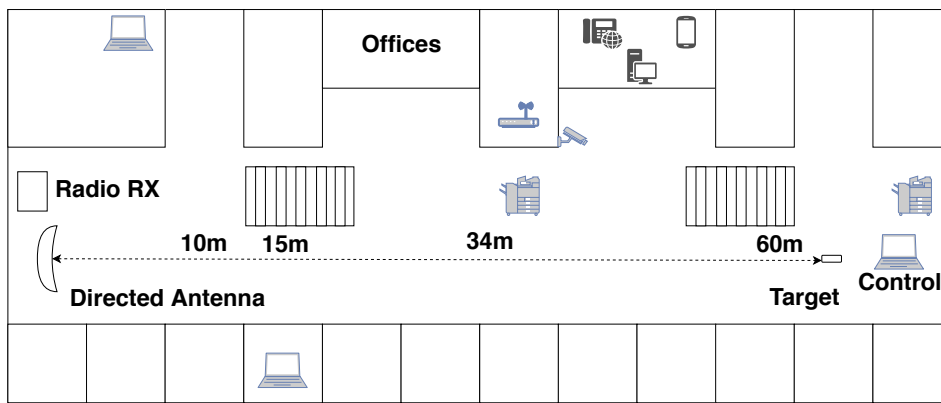 Offices
Radio RX
10m
15m
34m
60m
Directed Antenna
Target
Control